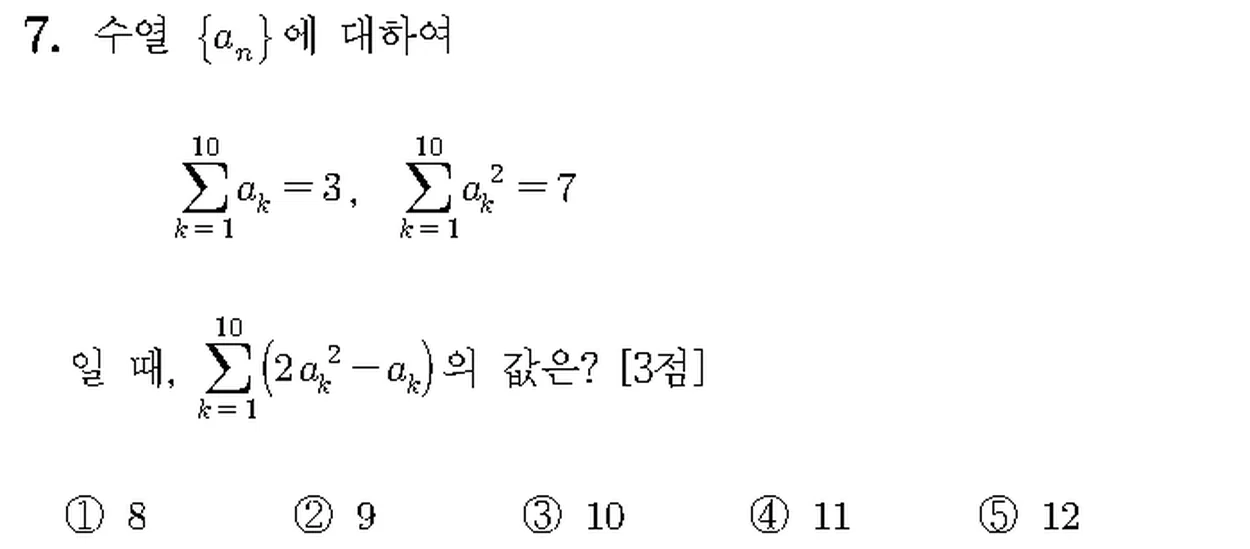 7. 수열 {aₙ}에 대하여
∑_{k=1}^{10} a_k = 3, ∑_{k=1}^{10} a_k² = 7
일 때, ∑_{k=1}^{10} (2a_k² − a_k)의 값은? [3점]
① 8 ② 9 ③ 10 ④ 11 ⑤ 12